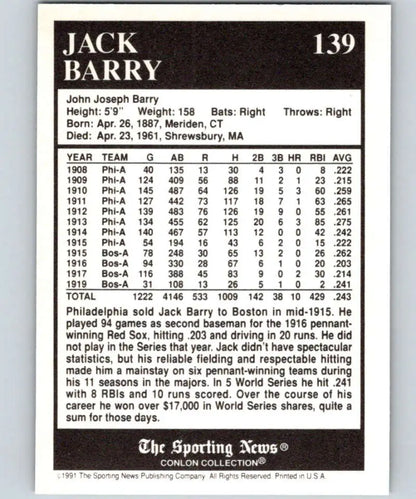 JACK
BARRY
139
John Joseph Barry
Height: 5'9" Weight: 158 Bats: Right Throws: Right
Born: Apr. 26, 1887, Meriden, CT
Died: Apr. 23, 1961, Shrewsbury, MA
YEAR TEAM G AB R H 2B 3B HR RBI AVG
1908 Phi-A 40 135 13 30 4 3 0 8 .222
1909 Phi-A 124 409 56 88 11 2 1 23 .215
1910 Phi-A 145 487 64 126 19 5 3 60 .259
1911 Phi-A 127 442 73 117 18 7 1 63 .265
1912 Phi-A 139 483 76 126 19 9 0 55 .261
1913 Phi-A 134 455 62 125 20 6 3 85 .275
1914 Phi-A 140 467 57 113 12 0 0 42 .242
1915 Phi-A 54 194 16 43 6 2 0 15 .222
1915 Bos-A 78 248 30 65 13 2 0 26 .262
1916 Bos-A 94 330 28 67 6 1 0 20 .203
1917 Bos-A 116 388 45 83 9 0 2 30 .214
1919 Bos-A 31 108 13 26 5 1 0 2 .241
TOTAL 1222 4146 533 1009 142 38 10 429 .243
Philadelphia sold Jack Barry to Boston in mid-1915. He
played 94 games as second baseman for the 1916 pennant-
winning Red Sox, hitting .203 and driving in 20 runs. He did
not play in the Series that year. Jack didn't have spectacular
statistics, but his reliable fielding and respectable hitting
made him a mainstay on six pennant-winning teams during
his 11 seasons in the majors. In 5 World Series he hit .241
with 8 RBIs and 10 runs scored. Over the course of his
career he won over $17,000 in World Series shares, quite a
sum for those days.
The Sporting News®
CONLON COLLECTION®
©1991 The Sporting News Publishing Company. All Rights Reserved. Printed in U.S.A.